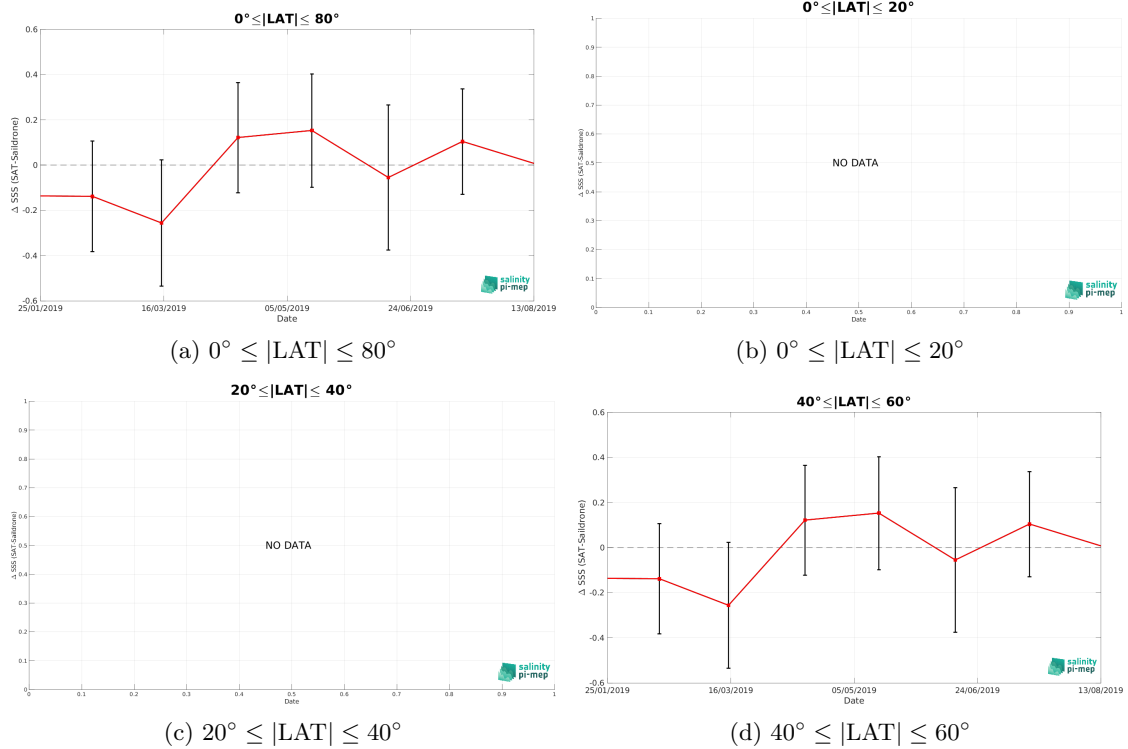 0°≤|LAT|≤ 80°
0.6
0.4
0.2
0
-0.2
-0.4
-0.6
Δ SSS (SAT-Saildrone)
25/01/2019 16/03/2019 05/05/2019 24/06/2019 13/08/2019
Date
salinity
pi-mep
(a) 0° ≤ |LAT| ≤ 80°
0°≤|LAT|≤ 20°
1
0.9
0.8
0.7
0.6
0.5
0.4
0.3
0.2
0.1
0
Δ SSS (SAT-Saildrone)
NO DATA
0 0.1 0.2 0.3 0.4 0.5 0.6 0.7 0.8 0.9 1
Date
salinity
pi-mep
(b) 0° ≤ |LAT| ≤ 20°
20°≤|LAT|≤ 40°
1
0.9
0.8
0.7
0.6
0.5
0.4
0.3
0.2
0.1
0
Δ SSS (SAT-Saildrone)
NO DATA
0 0.1 0.2 0.3 0.4 0.5 0.6 0.7 0.8 0.9 1
Date
salinity
pi-mep
(c) 20° ≤ |LAT| ≤ 40°
40°≤|LAT|≤ 60°
0.6
0.4
0.2
0
-0.2
-0.4
-0.6
Δ SSS (SAT-Saildrone)
25/01/2019 16/03/2019 05/05/2019 24/06/2019 13/08/2019
Date
salinity
pi-mep
(d) 40° ≤ |LAT| ≤ 60°